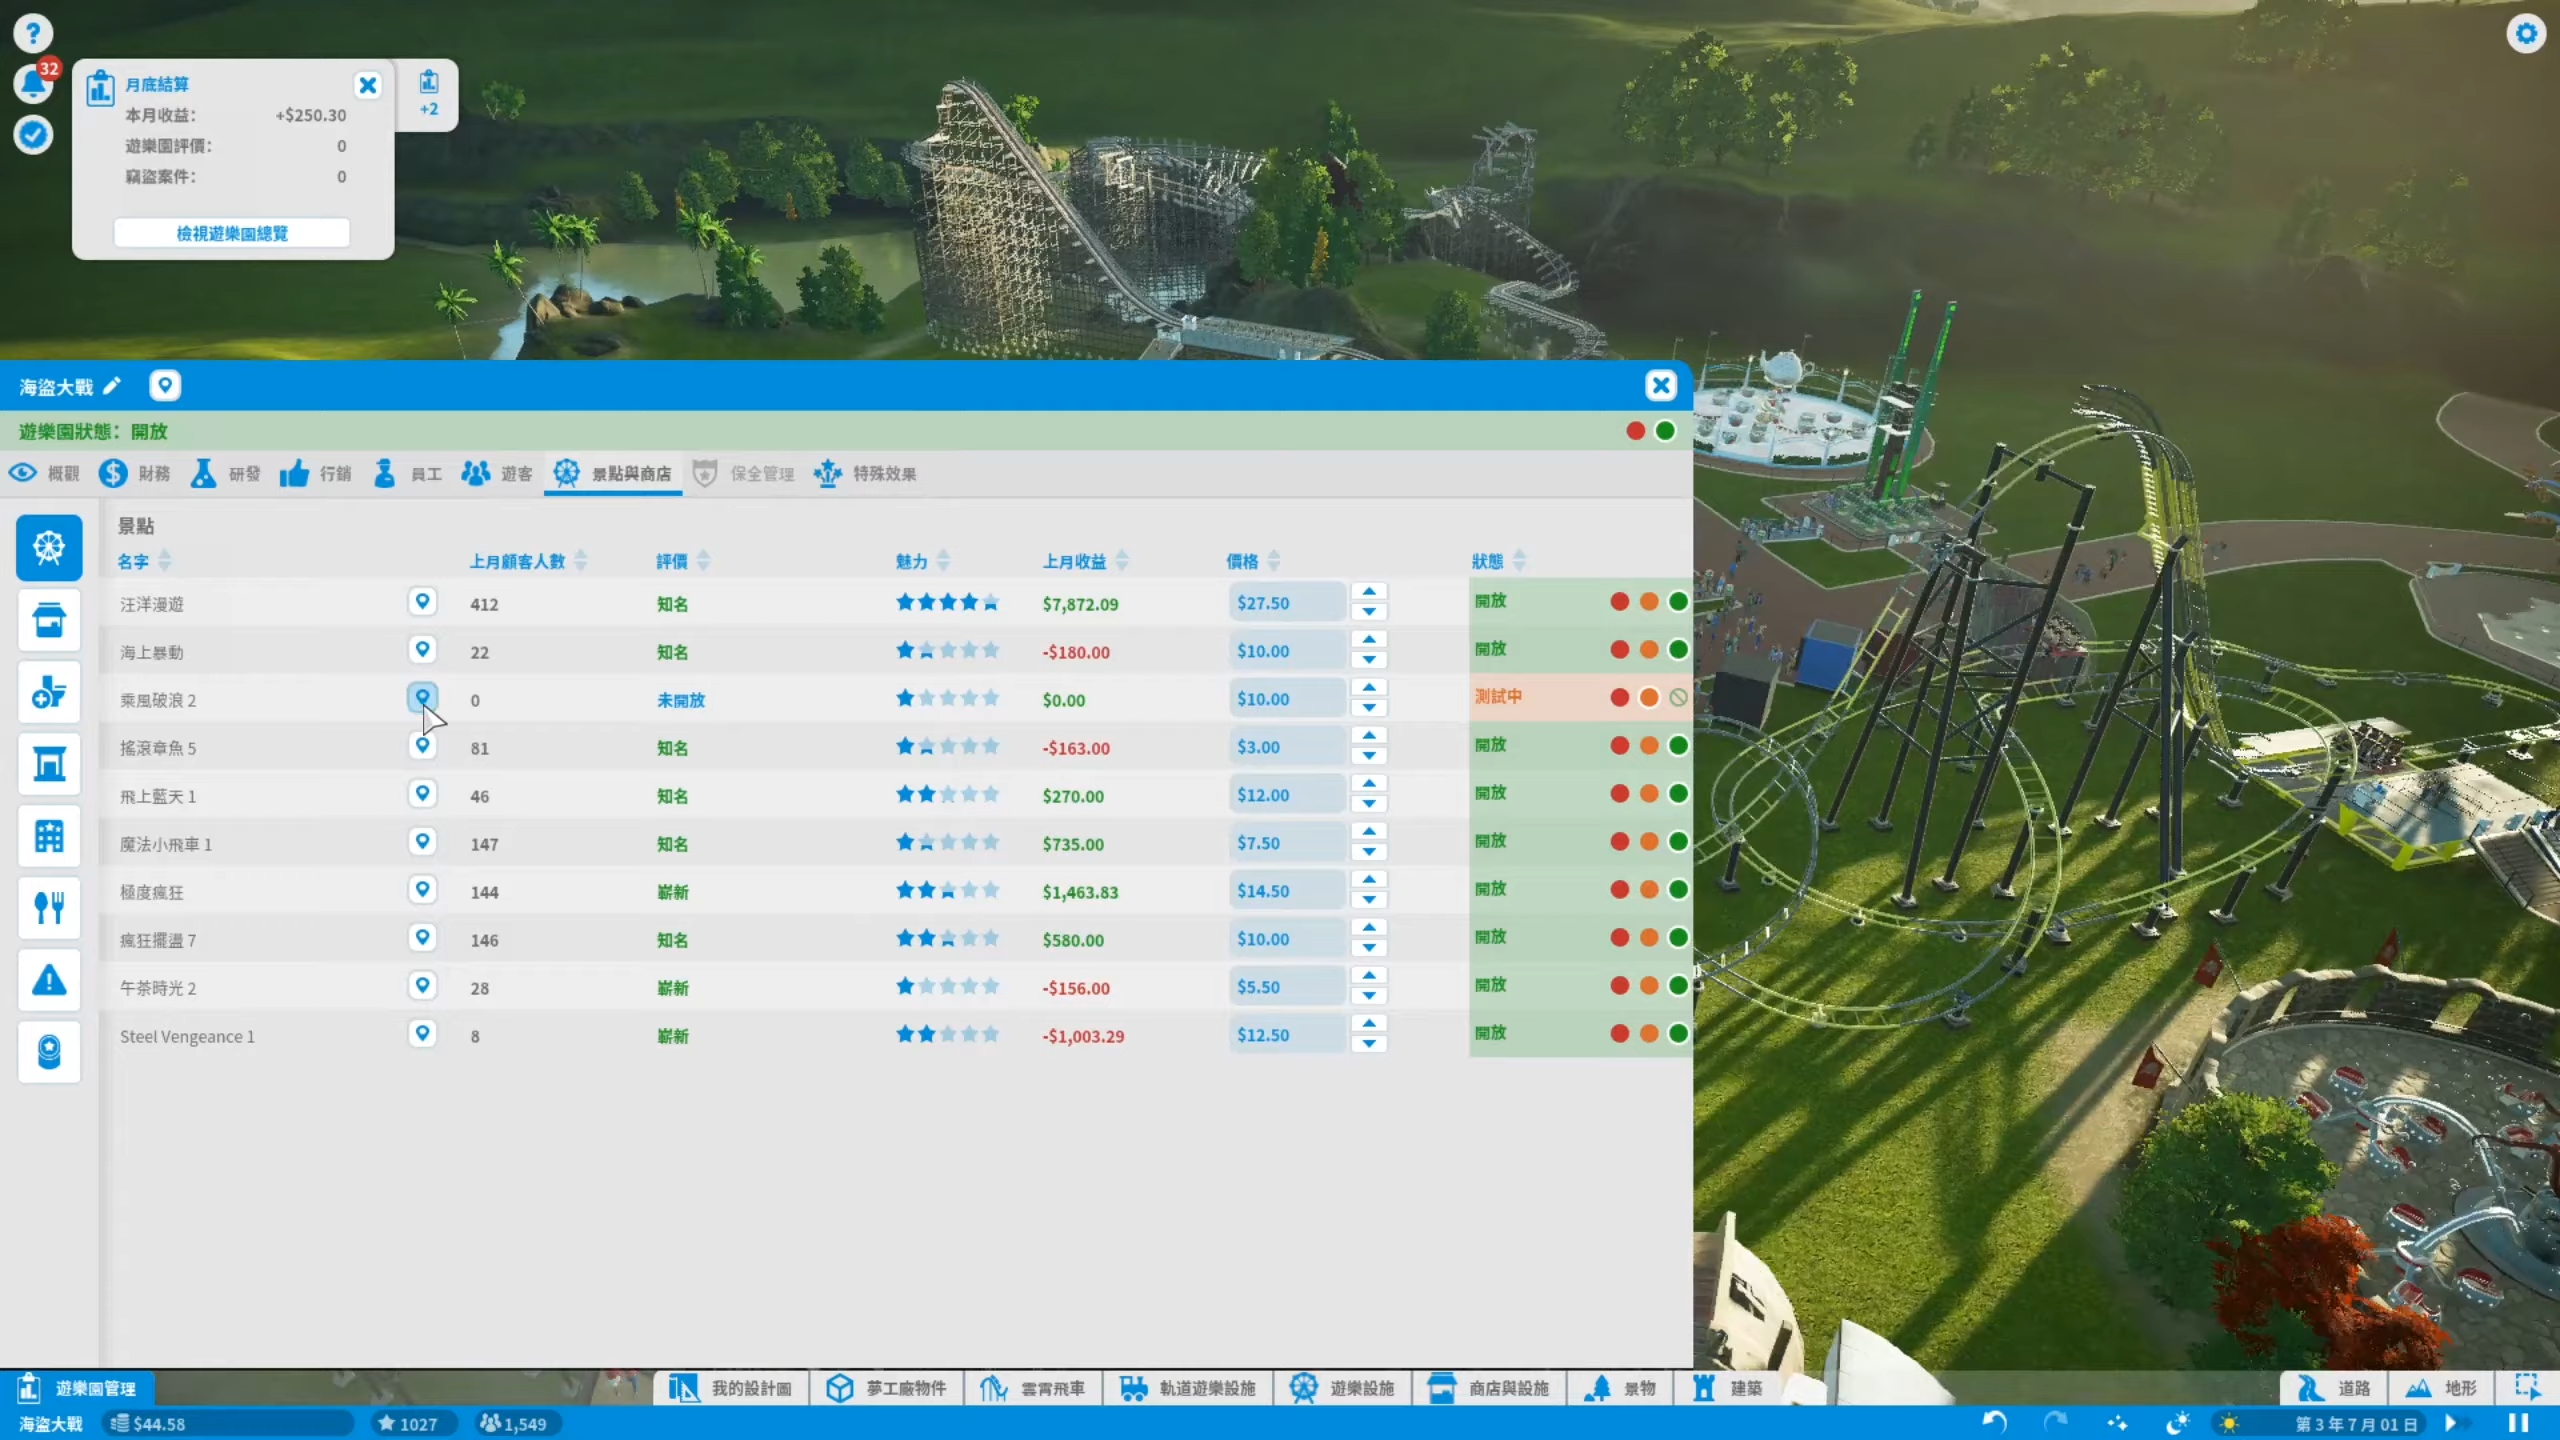 ?
32
月底結算
本月收益： +$250.30
遊樂園評價： 0
竊盜案件： 0
檢視遊樂園總覽
+2
海盜大戰
遊樂園狀態：開放
概觀 財務 研發 行銷 員工 遊客 景點與商店 保全管理 特殊效果
景點
名字 上月顧客人數 評價 魅力 上月收益 價格 狀態
汪洋漫遊 412 知名 $7,872.09 $27.50 開放
海上暴動 22 知名 -$180.00 $10.00 開放
乘風破浪 2 0 未開放 $0.00 $10.00 測試中
搖滾章魚 5 81 知名 -$163.00 $3.00 開放
飛上藍天 1 46 知名 $270.00 $12.00 開放
魔法小飛車 1 147 知名 $735.00 $7.50 開放
極度瘋狂 144 嶄新 $1,463.83 $14.50 開放
瘋狂擺盪 7 146 知名 $580.00 $10.00 開放
午茶時光 2 28 嶄新 -$156.00 $5.50 開放
Steel Vengeance 1 8 嶄新 -$1,003.29 $12.50 開放
遊樂園管理 我的設計圖 夢工廠物件 雲霄飛車 軌道遊樂設施 遊樂設施 商店與設施 景物 建築 道路 地形
海盜大戰 $44.58 1027 1,549 第 3 年 7 月 01 日